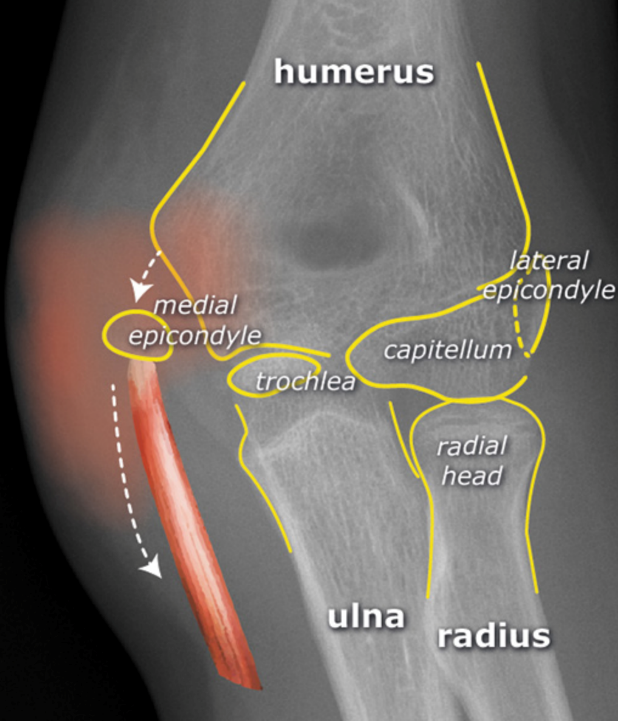 humerus
lateral
epicondyle
medial
epicondyle
capitellum
trochlea
radial
head
ulna
radius